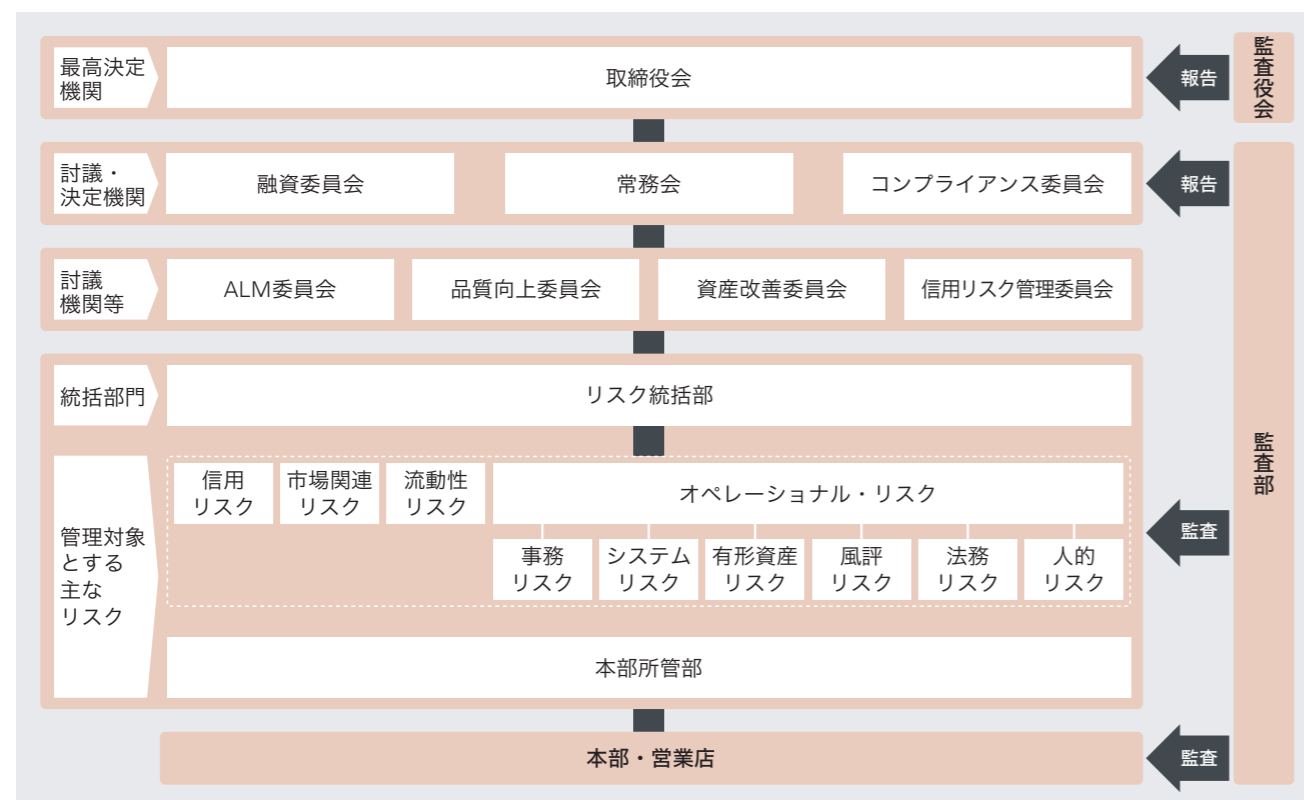 最高決定
機関
取締役会
報告
監査役会
討議・
決定機関
融資委員会
常務会
コンプライアンス委員会
報告
討議
機関等
ALM委員会
品質向上委員会
資産改善委員会
信用リスク管理委員会
統括部門
リスク統括部
監査部
管理対象
とする
主な
リスク
信用
リスク
市場関連
リスク
流動性
リスク
オペレーショナル・リスク
事務
リスク
システム
リスク
有形資産
リスク
風評
リスク
法務
リスク
人的
リスク
監査
本部所管部
本部・営業店
監査